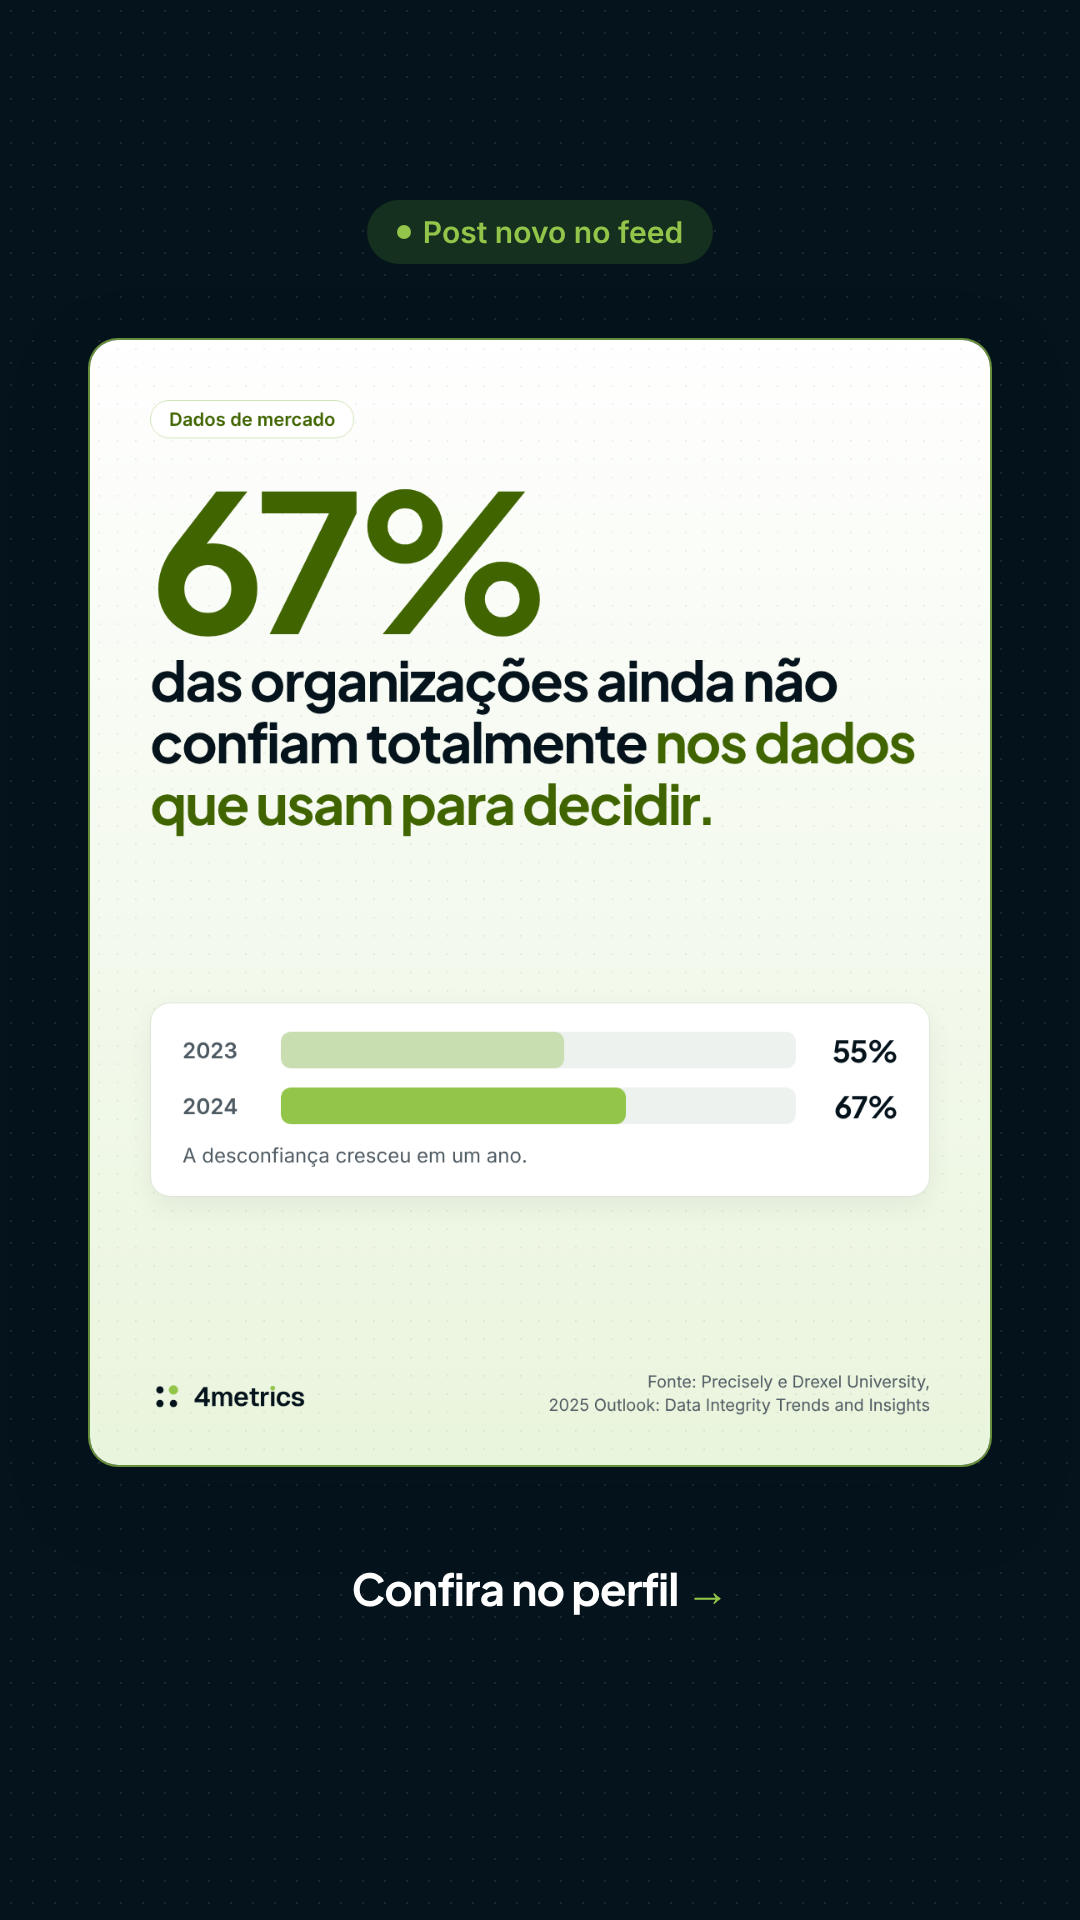 Post novo no feed
Dados de mercado
67%
das organizações ainda não
confiam totalmente nos dados
que usam para decidir.
2023 55%
2024 67%
A desconfiança cresceu em um ano.
4metrics
Fonte: Precisely e Drexel University,
2025 Outlook: Data Integrity Trends and Insights
Confira no perfil →